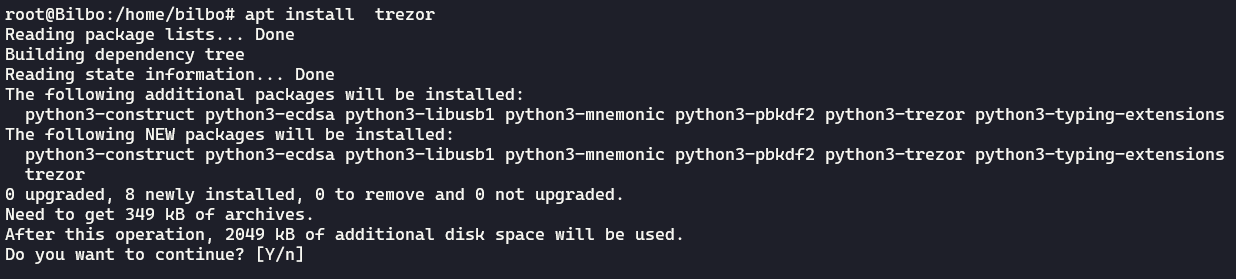 root@Bilbo:/home/bilbo# apt install  trezor
Reading package lists... Done
Building dependency tree
Reading state information... Done
The following additional packages will be installed:
  python3-construct python3-ecdsa python3-libusb1 python3-mnemonic python3-pbkdf2 python3-trezor python3-typing-extensions
The following NEW packages will be installed:
  python3-construct python3-ecdsa python3-libusb1 python3-mnemonic python3-pbkdf2 python3-trezor python3-typing-extensions
  trezor
0 upgraded, 8 newly installed, 0 to remove and 0 not upgraded.
Need to get 349 kB of archives.
After this operation, 2049 kB of additional disk space will be used.
Do you want to continue? [Y/n]